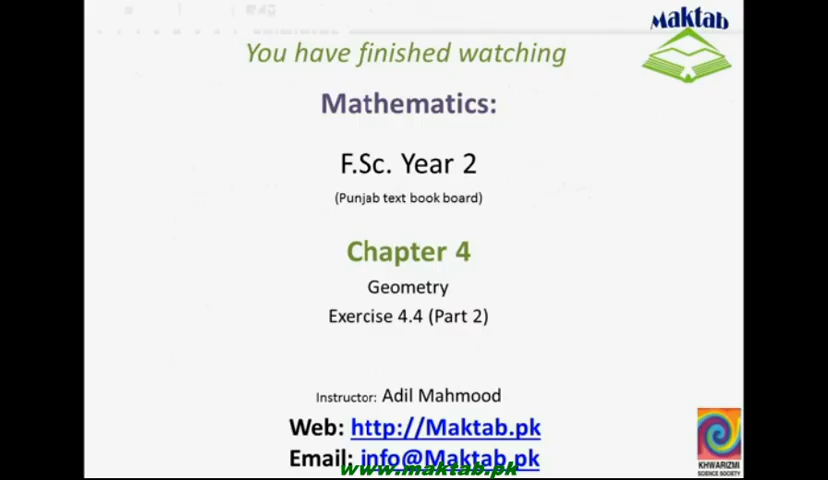 Maktab
You have finished watching
Mathematics:
F.Sc. Year 2
(Punjab text book board)
Chapter 4
Geometry
Exercise 4.4 (Part 2)
Instructor: Adil Mahmood
Web: http://Maktab.pk
Email: info@Maktab.pk
www.maktab.pk
KHWARIZMI
SCIENCE SOCIETY